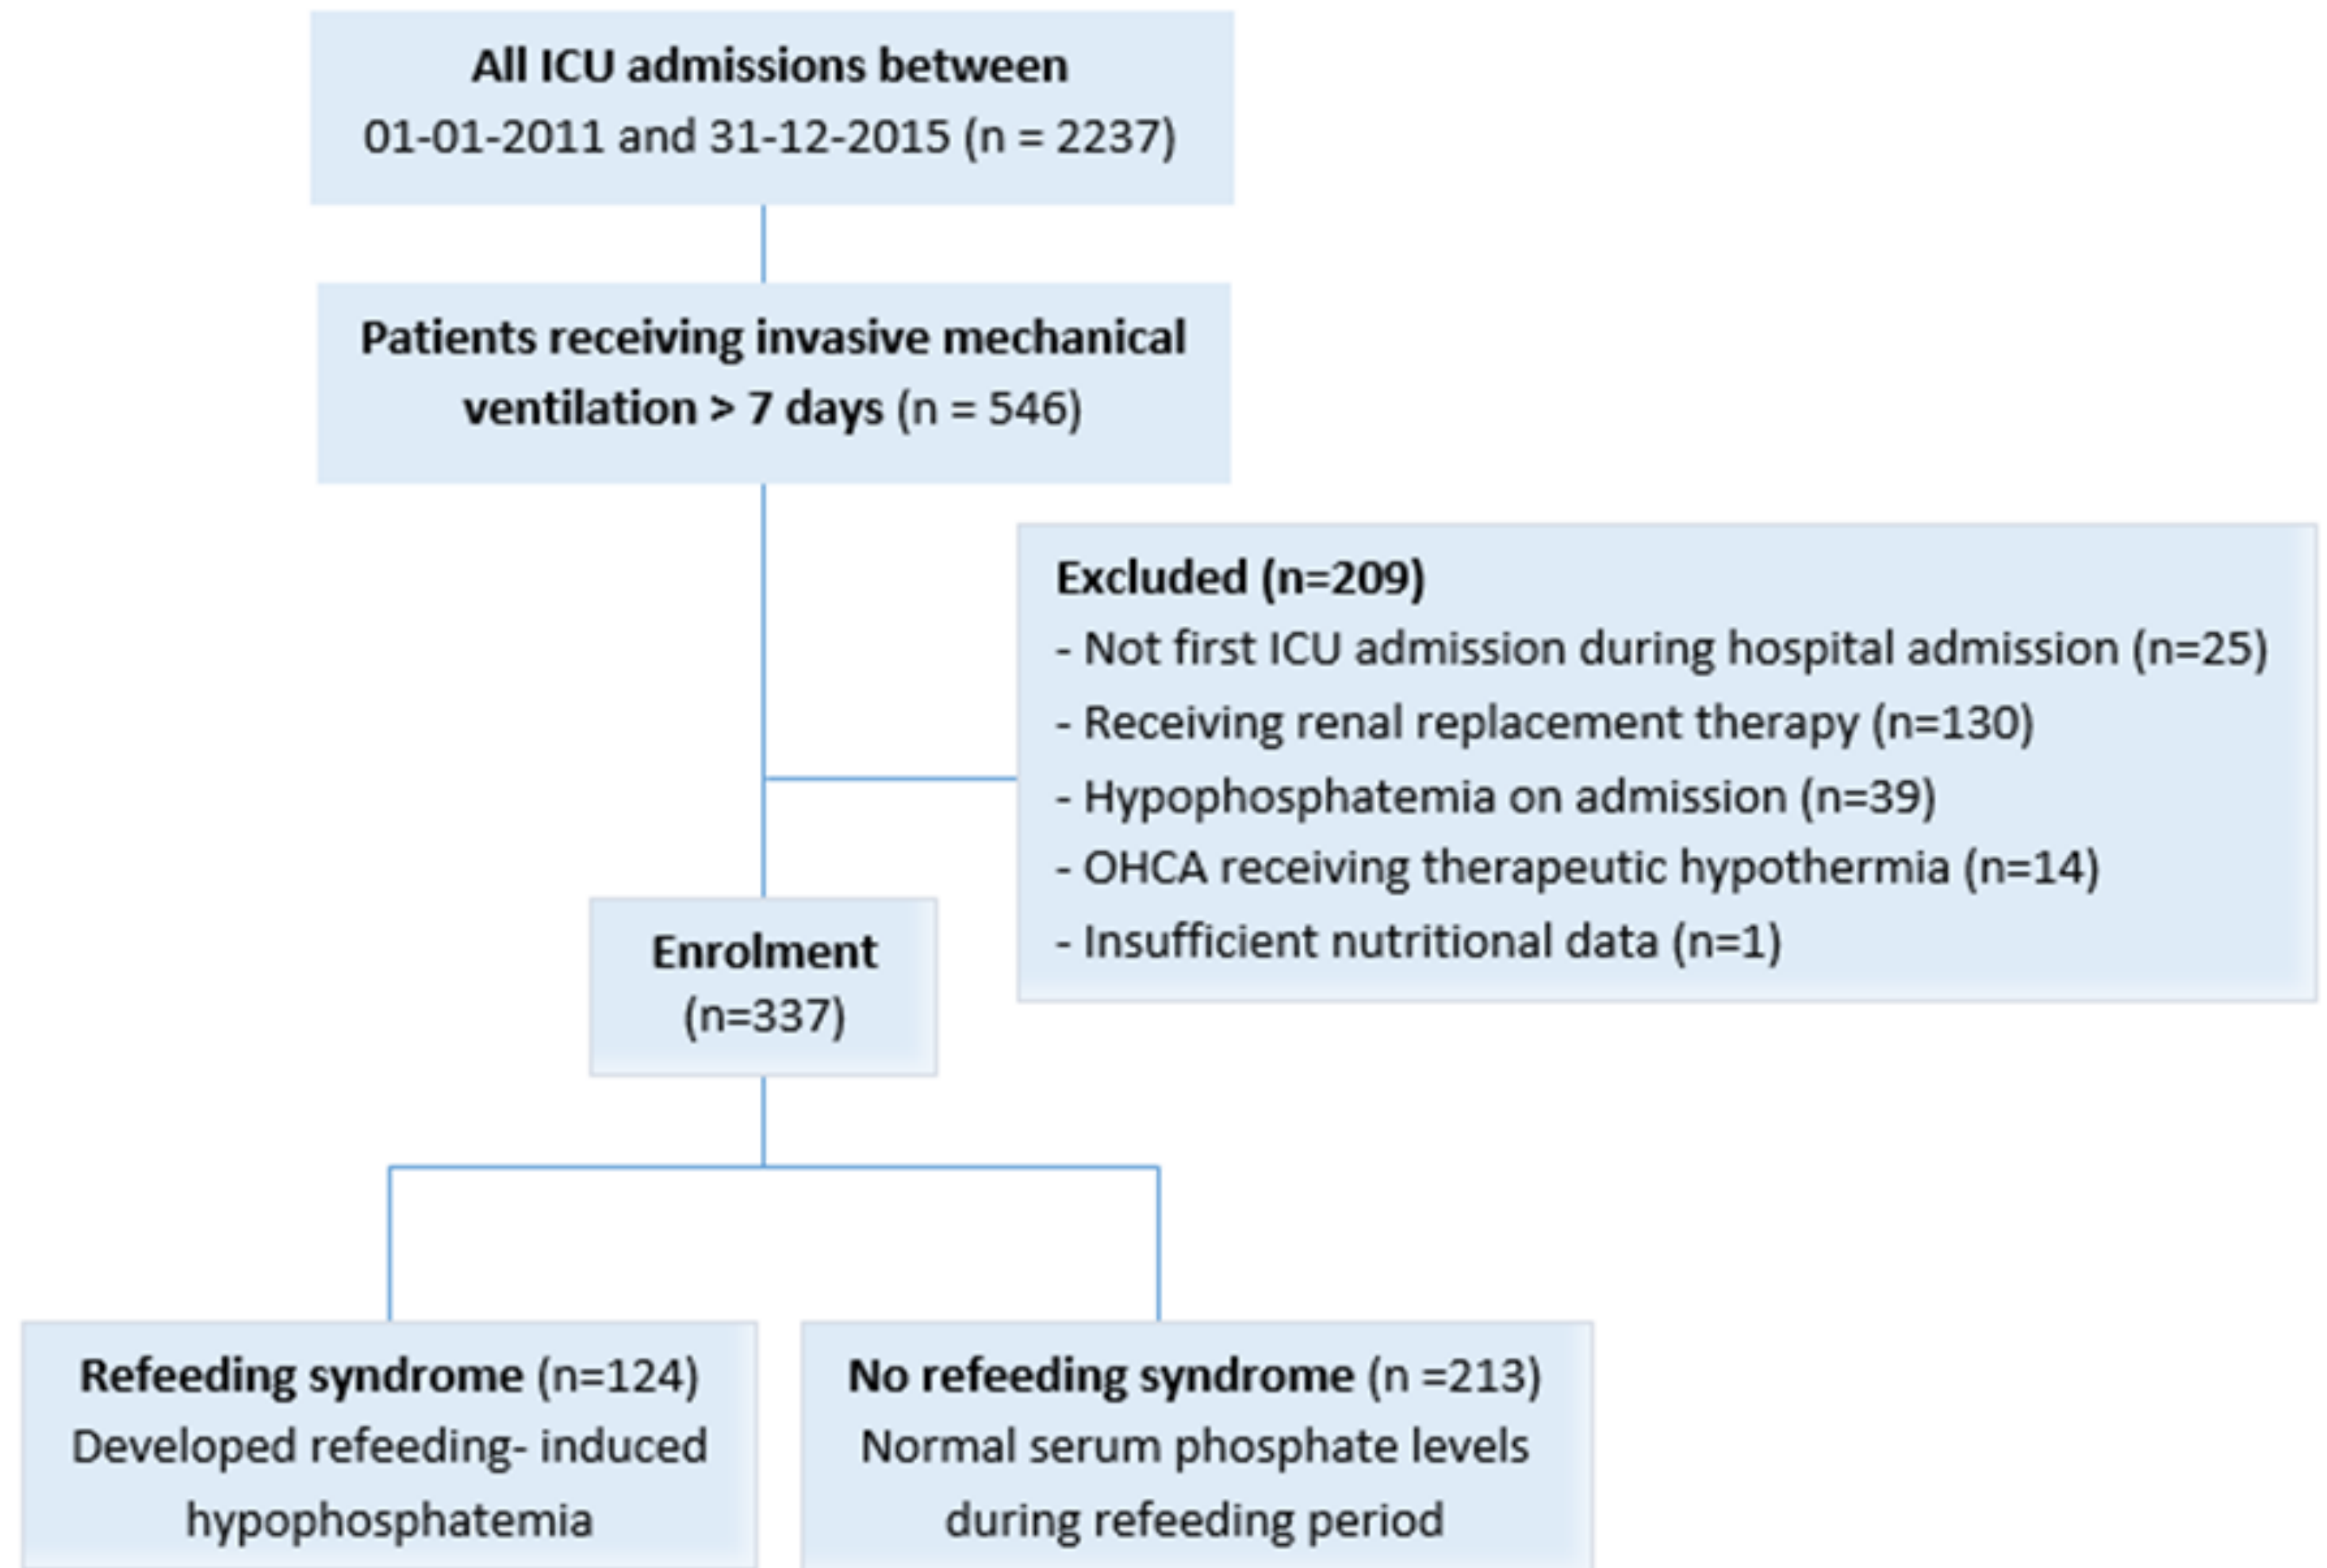 All ICU admissions between
01-01-2011 and 31-12-2015 (n = 2237)
Patients receiving invasive mechanical
ventilation > 7 days (n = 546)
Excluded (n=209)
- Not first ICU admission during hospital admission (n=25)
- Receiving renal replacement therapy (n=130)
- Hypophosphatemia on admission (n=39)
- OHCA receiving therapeutic hypothermia (n=14)
- Insufficient nutritional data (n=1)
Enrolment
(n=337)
Refeeding syndrome (n=124)
Developed refeeding- induced
hypophosphatemia
No refeeding syndrome (n =213)
Normal serum phosphate levels
during refeeding period